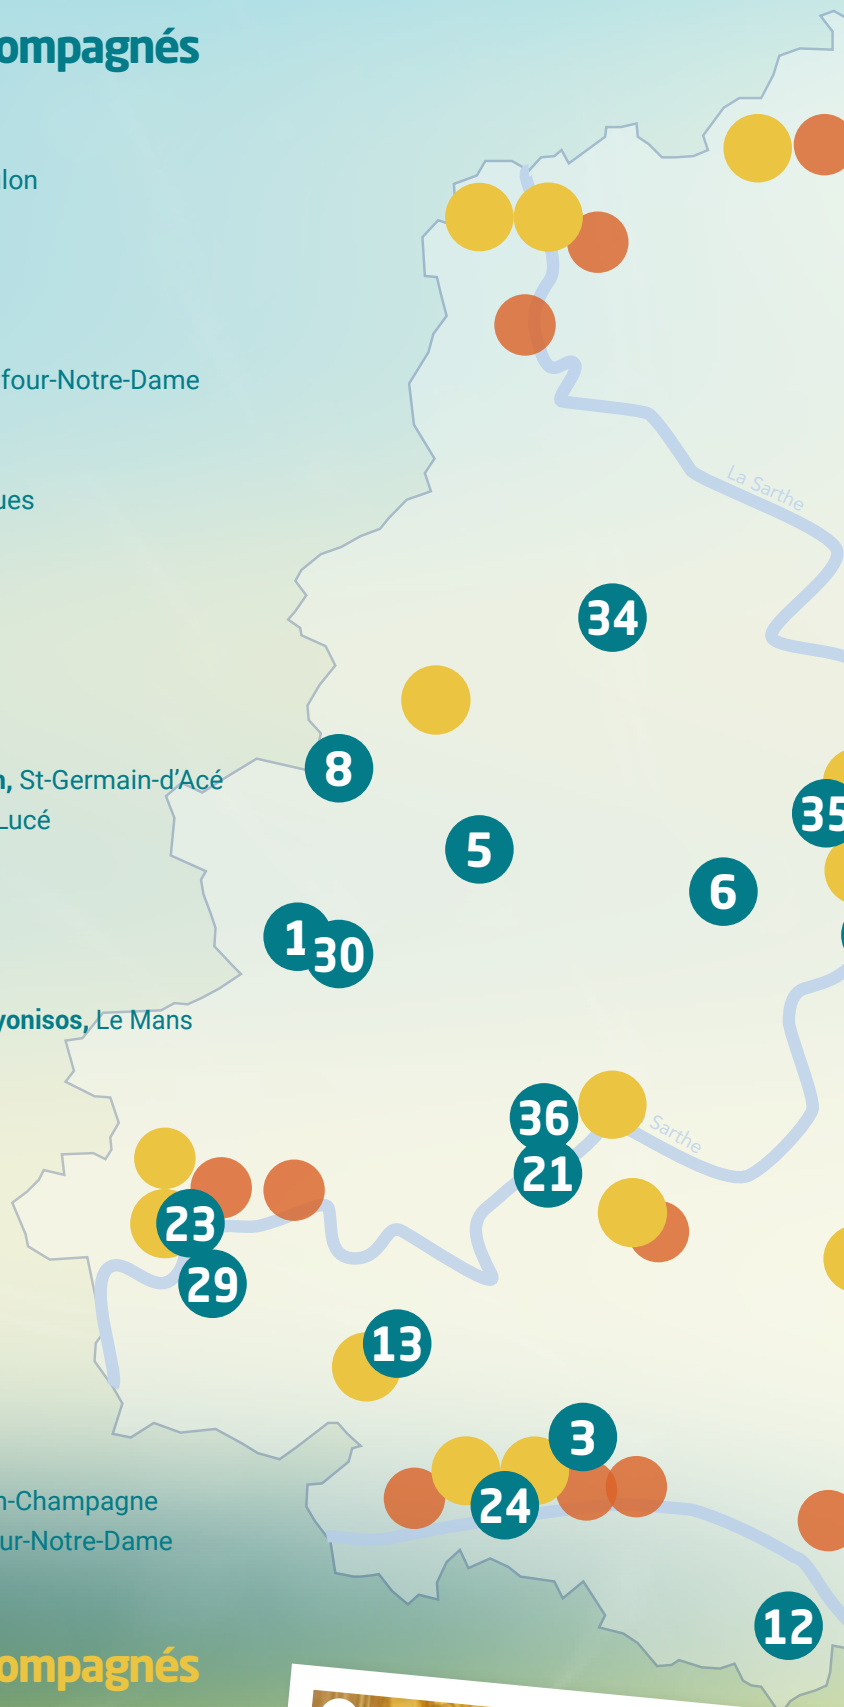 ompagnés
lon
four-Notre-Dame
ues
La Sarthe
34
8
n, St-Germain-d'Acé
Lucé
35
5
6
1
30
yonisos, Le Mans
36
Sarthe
21
23
29
13
3
24
n-Champagne
ur-Notre-Dame
12
ompagnés